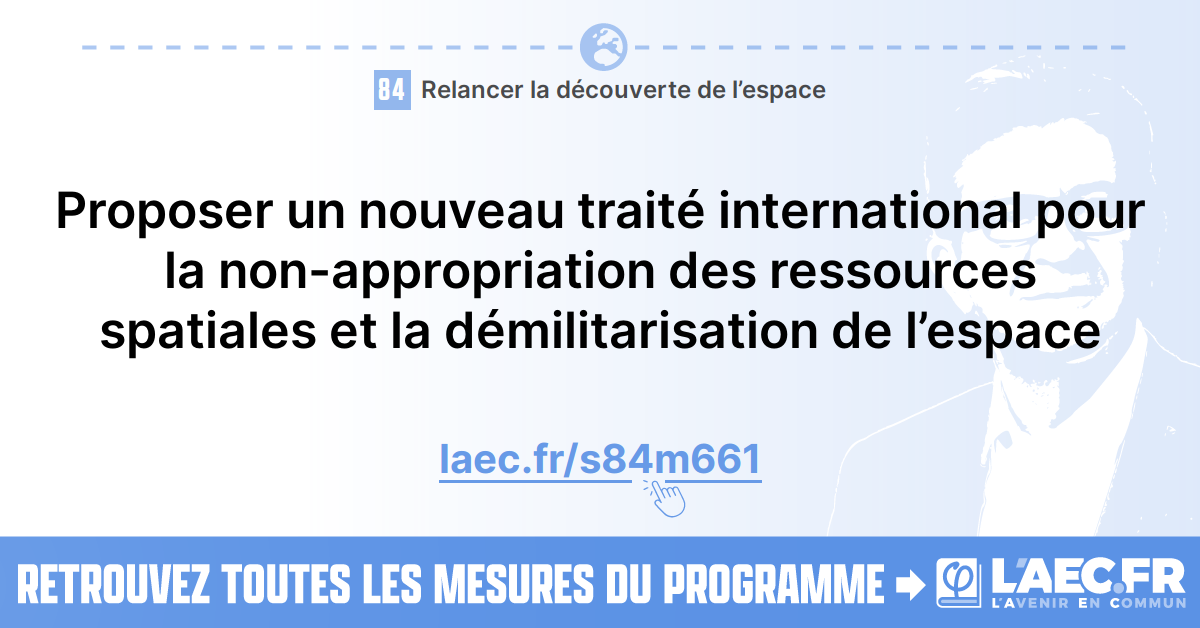 84 Relancer la découverte de l’espace
Proposer un nouveau traité international pour
la non-appropriation des ressources
spatiales et la démilitarisation de l’espace
laec.fr/s84m661
RETROUVEZ TOUTES LES MESURES DU PROGRAMME
L'AEC.FR
L'AVENIR EN COMMUN